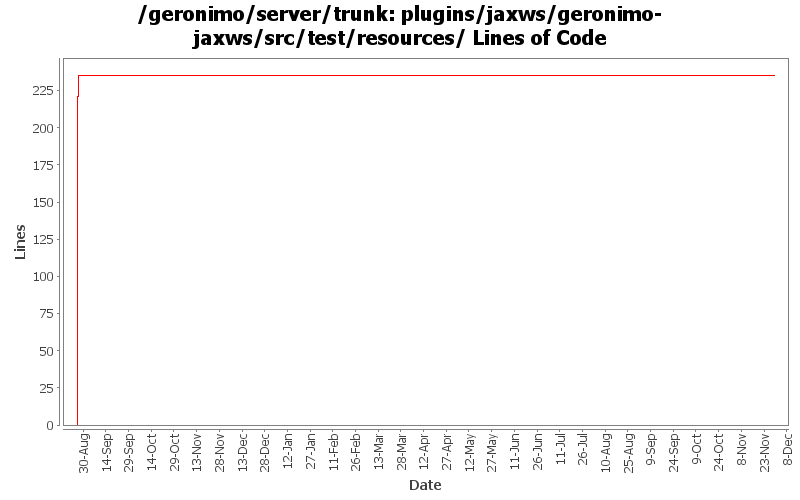 /geronimo/server/trunk: plugins/jaxws/geronimo-
jaxws/src/test/resources/ Lines of Code
225
200
175
150
125
100
75
50
25
0
Lines
30-Aug
14-Sep
29-Sep
14-Oct
29-Oct
13-Nov
28-Nov
13-Dec
28-Dec
12-Jan
27-Jan
11-Feb
26-Feb
13-Mar
28-Mar
12-Apr
27-Apr
12-May
27-May
11-Jun
26-Jun
11-Jul
26-Jul
10-Aug
25-Aug
9-Sep
24-Sep
9-Oct
24-Oct
8-Nov
23-Nov
8-Dec
Date